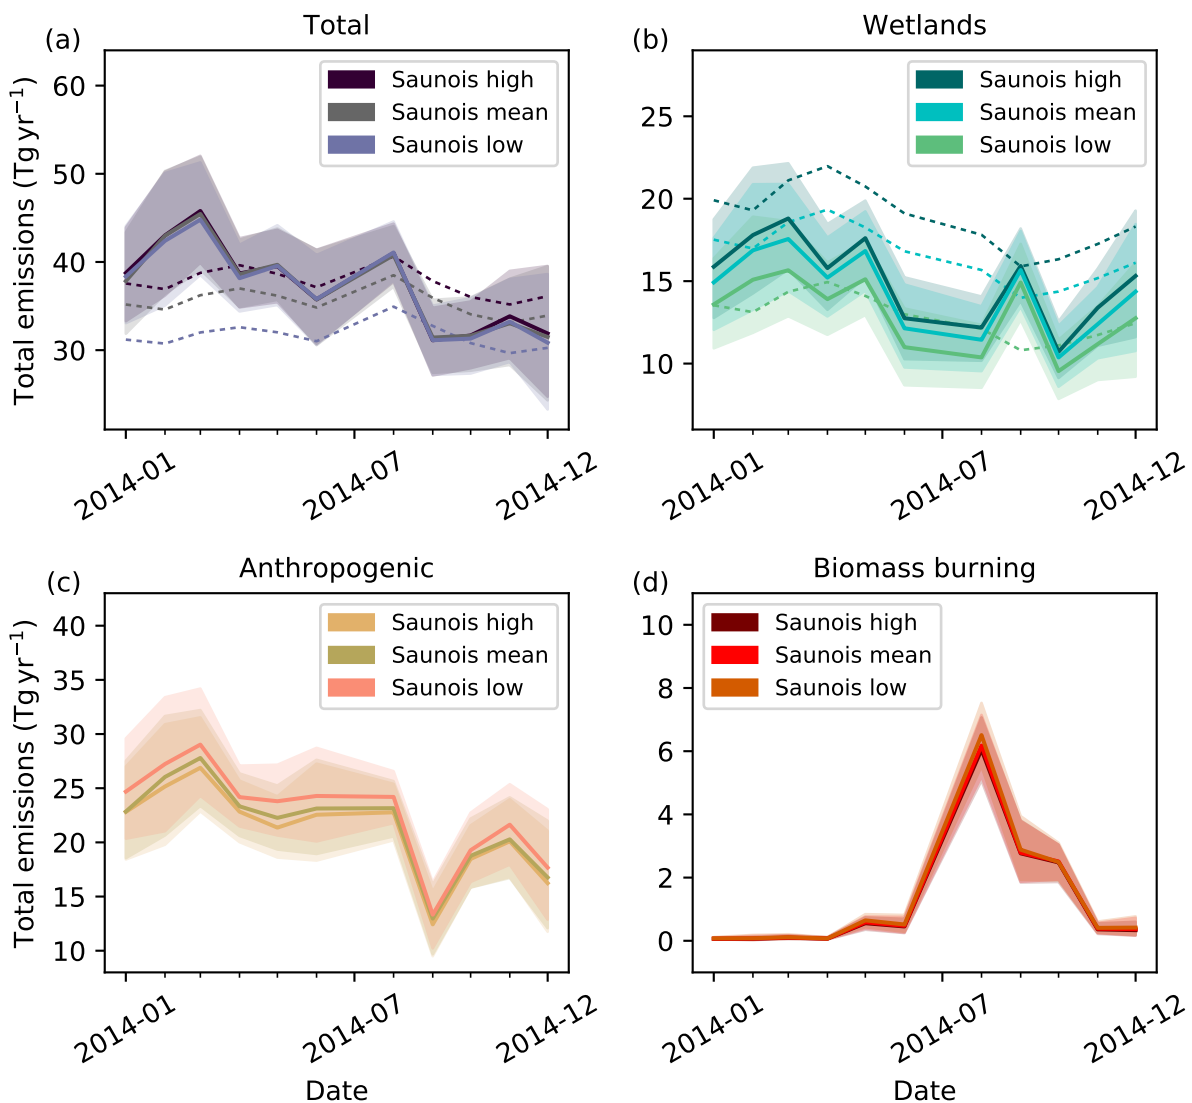 (a) Total
Total emissions (Tg yr⁻¹)
60
50
40
30
Saunois high
Saunois mean
Saunois low
2014-01 2014-07 2014-12
(b) Wetlands
25
20
15
10
Saunois high
Saunois mean
Saunois low
2014-01 2014-07 2014-12
(c) Anthropogenic
Total emissions (Tg yr⁻¹)
40
35
30
25
20
15
10
Saunois high
Saunois mean
Saunois low
2014-01 2014-07 2014-12
Date
(d) Biomass burning
10
8
6
4
2
0
Saunois high
Saunois mean
Saunois low
2014-01 2014-07 2014-12
Date